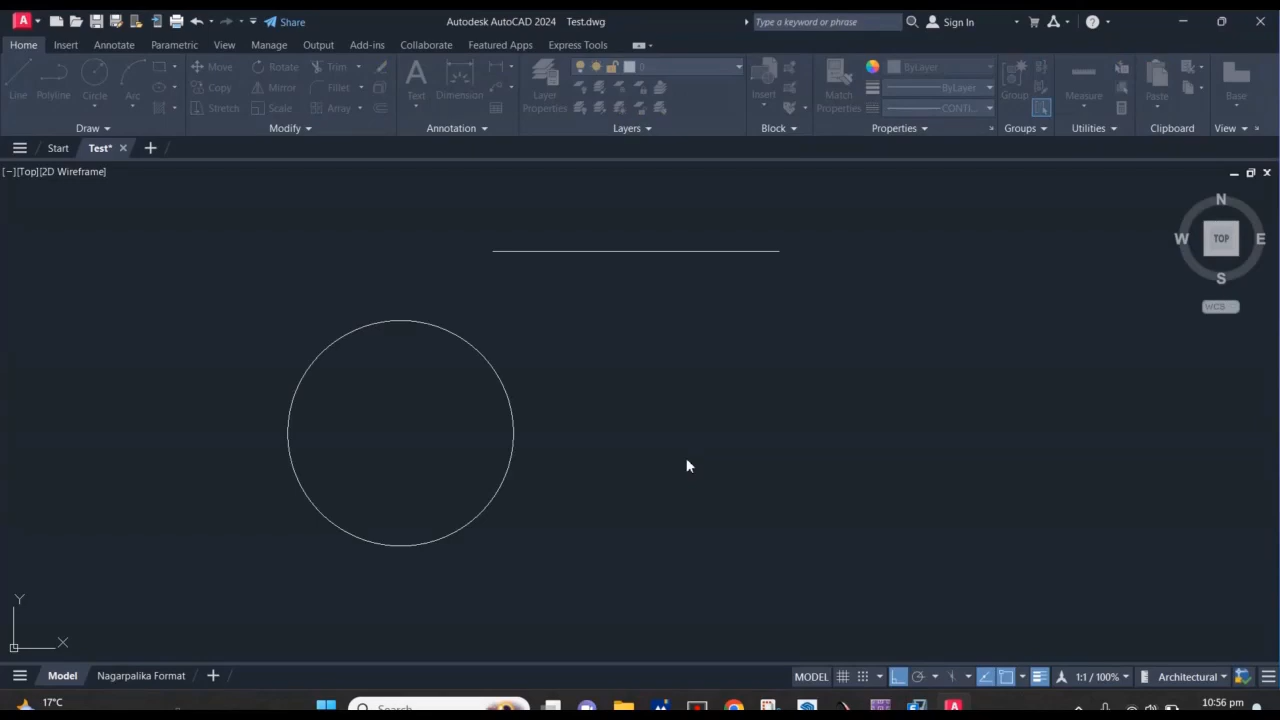 Share
Autodesk AutoCAD 2024 Test.dwg
Type a keyword or phrase
Sign In
Home Insert Annotate Parametric View Manage Output Add-ins Collaborate Featured Apps Express Tools
Line Polyline Circle Arc
Move Rotate Trim
Copy Mirror Fillet
Stretch Scale Array
Text Dimension
Layer Properties
0
Insert
Match Properties
ByLayer
ByLayer
CONTI...
Group
Measure
Paste
Base
Draw Modify Annotation Layers Block Properties Groups Utilities Clipboard View
Start Test*
[−][Top][2D Wireframe]
N
W TOP E
S
WCS
Y
X
Model Nagarpalika Format
MODEL 1:1 / 100% Architectural
17°C
Search
10:56 pm